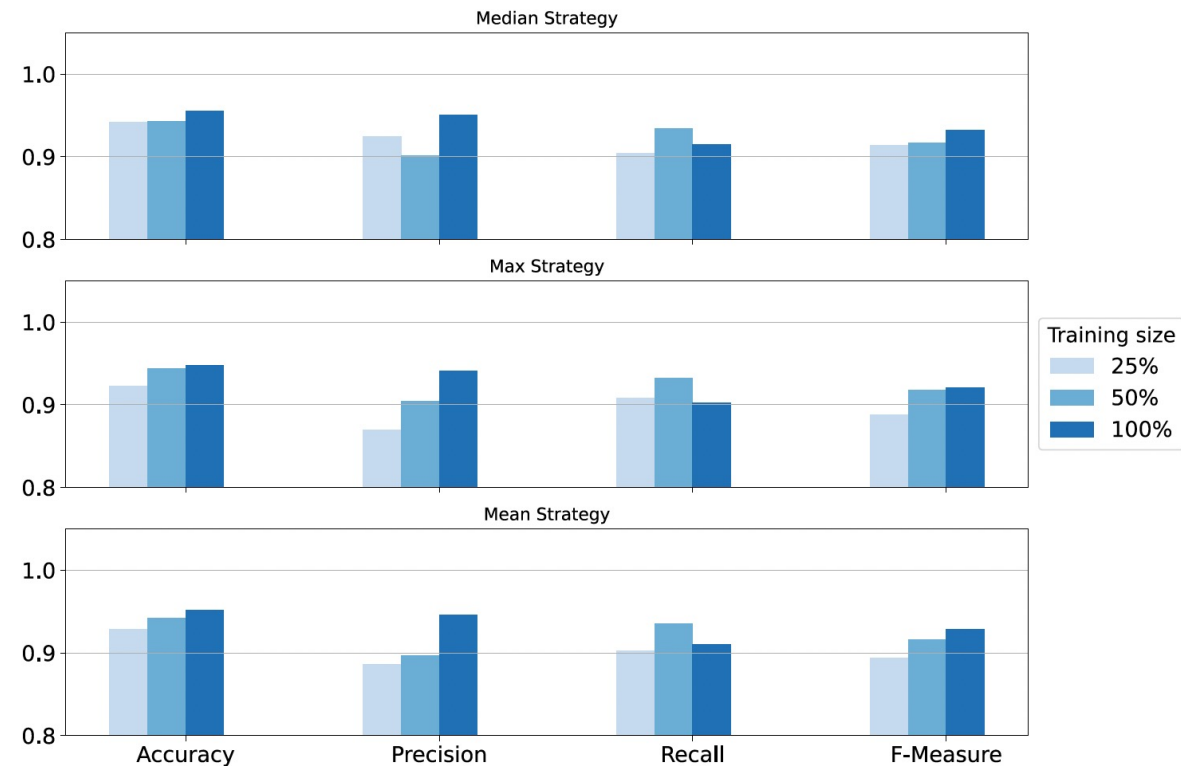 Median Strategy
1.0
0.9
0.8
Max Strategy
1.0
0.9
0.8
Training size
25%
50%
100%
Mean Strategy
1.0
0.9
0.8
Accuracy Precision Recall F-Measure